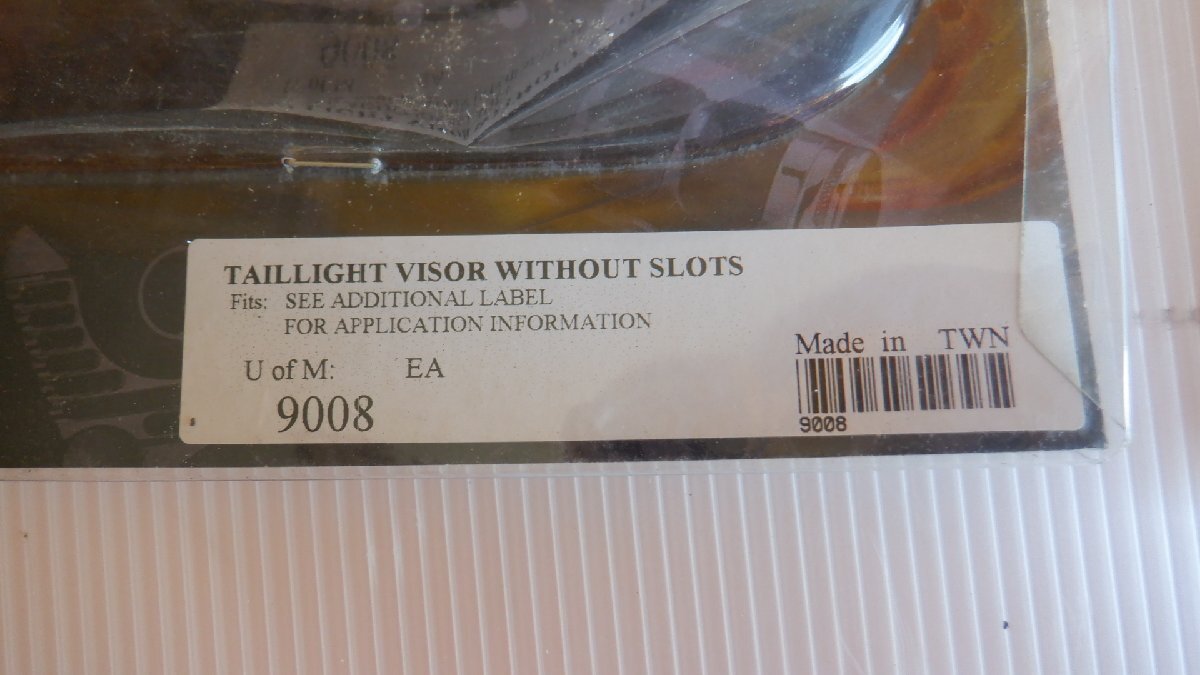 TAILLIGHT VISOR WITHOUT SLOTS
Fits: SEE ADDITIONAL LABEL
FOR APPLICATION INFORMATION
U of M: EA
9008
Made in TWN
9008